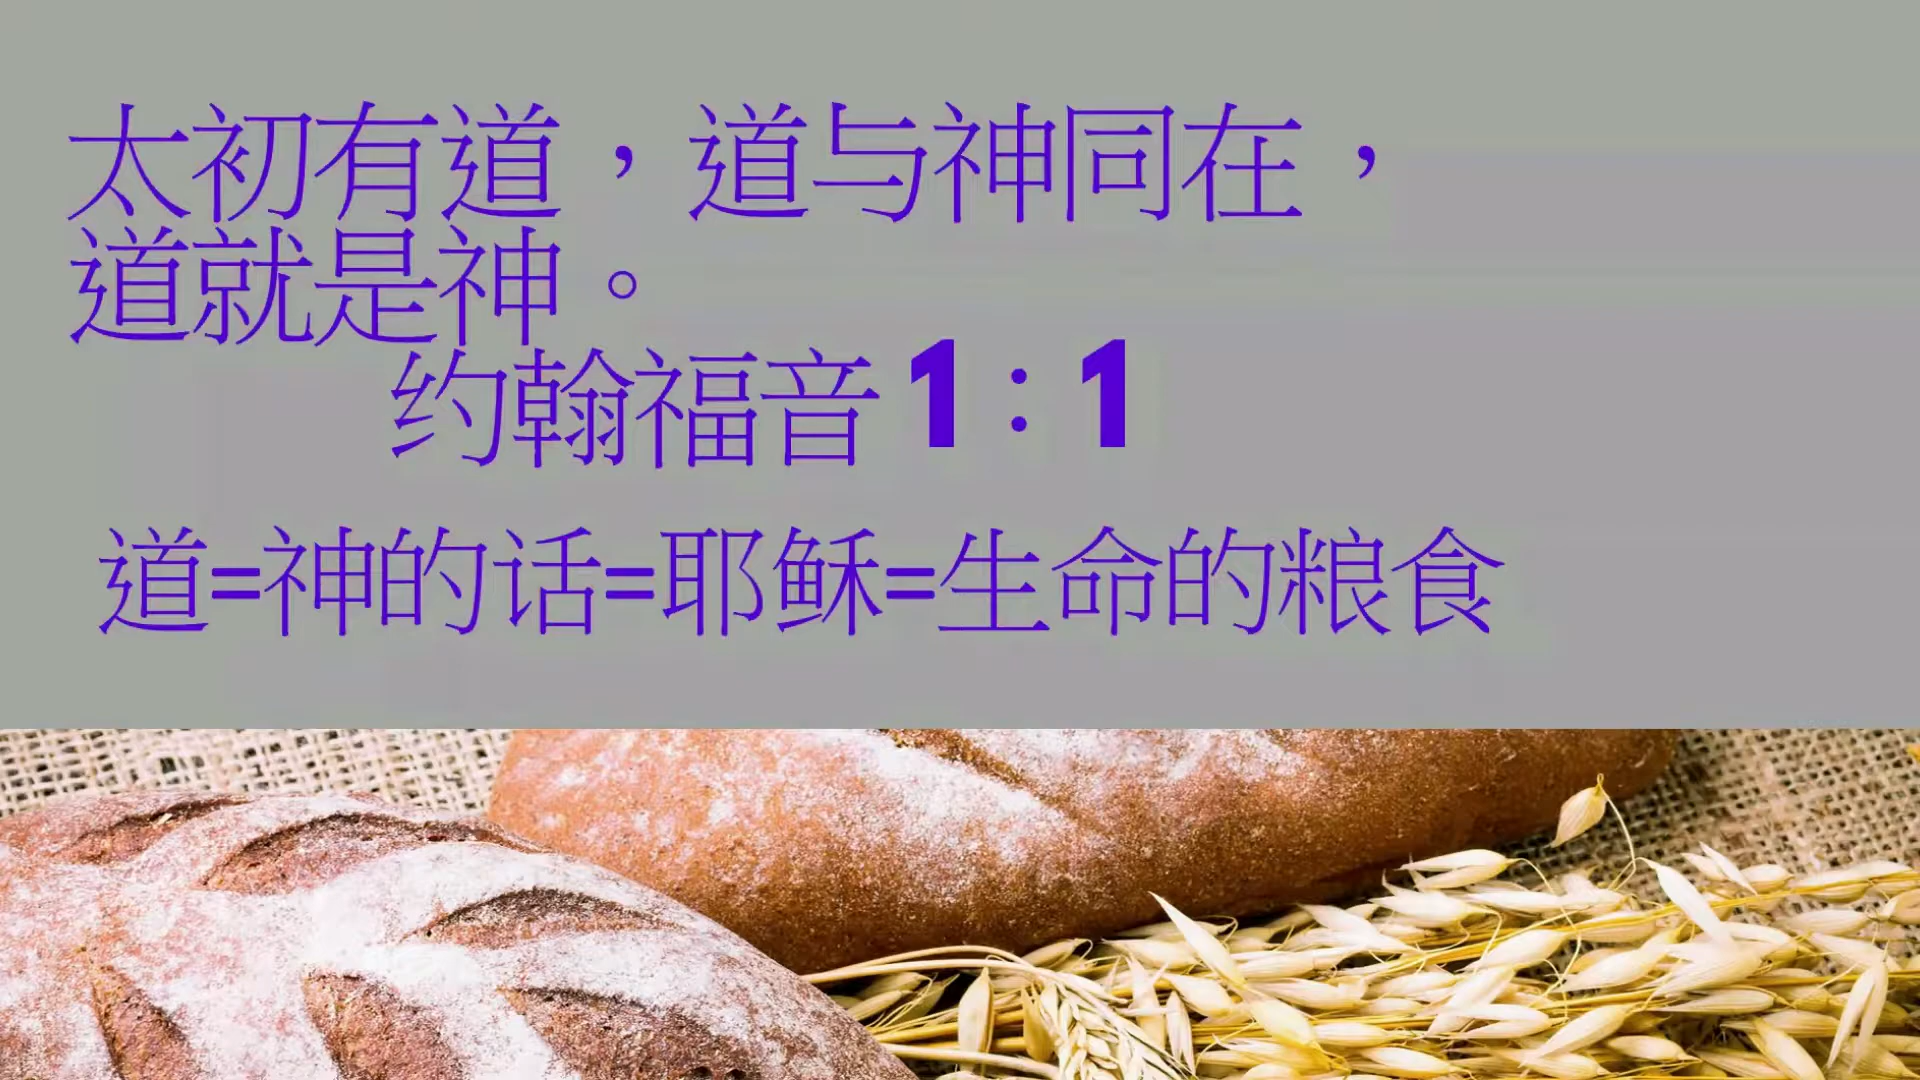 太初有道，道与神同在，
道就是神。
约翰福音 1：1
道=神的话=耶稣=生命的粮食